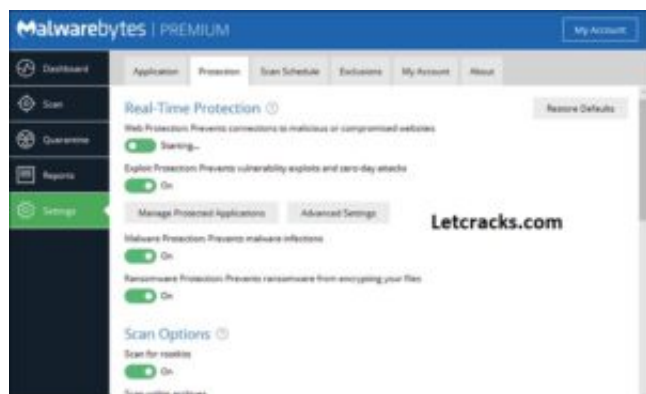 Malwarebytes | PREMIUM
My Account
Dashboard
Scan
Quarantine
Reports
Settings
Application Protection Scan Schedule Exclusions My Account About
Real-Time Protection
Restore Defaults
Web Protection: Prevents connections to malicious or compromised websites
Starting...
Exploit Protection: Prevents vulnerability exploits and zero-day attacks
On
Manage Protected Applications Advanced Settings
Letcracks.com
Malware Protection: Prevents malware infections
On
Ransomware Protection: Prevents ransomware from encrypting your files
On
Scan Options
Scan for rootkits
On